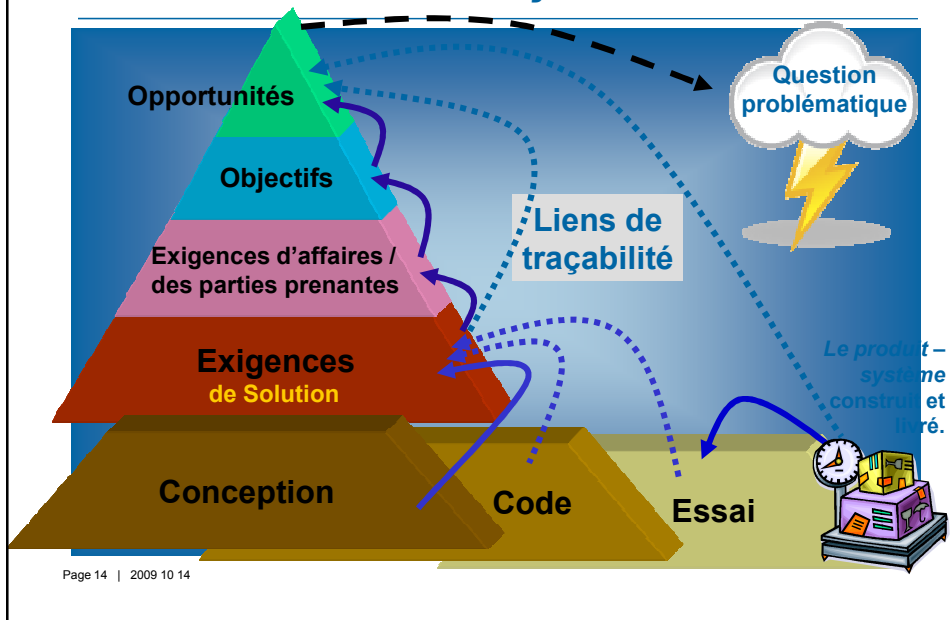 Question
problématique
Opportunités
Objectifs
Liens de
traçabilité
Exigences d'affaires /
des parties prenantes
Exigences
de Solution
Le produit –
système
construit et
livré.
Conception
Code
Essai
Page 14 | 2009 10 14